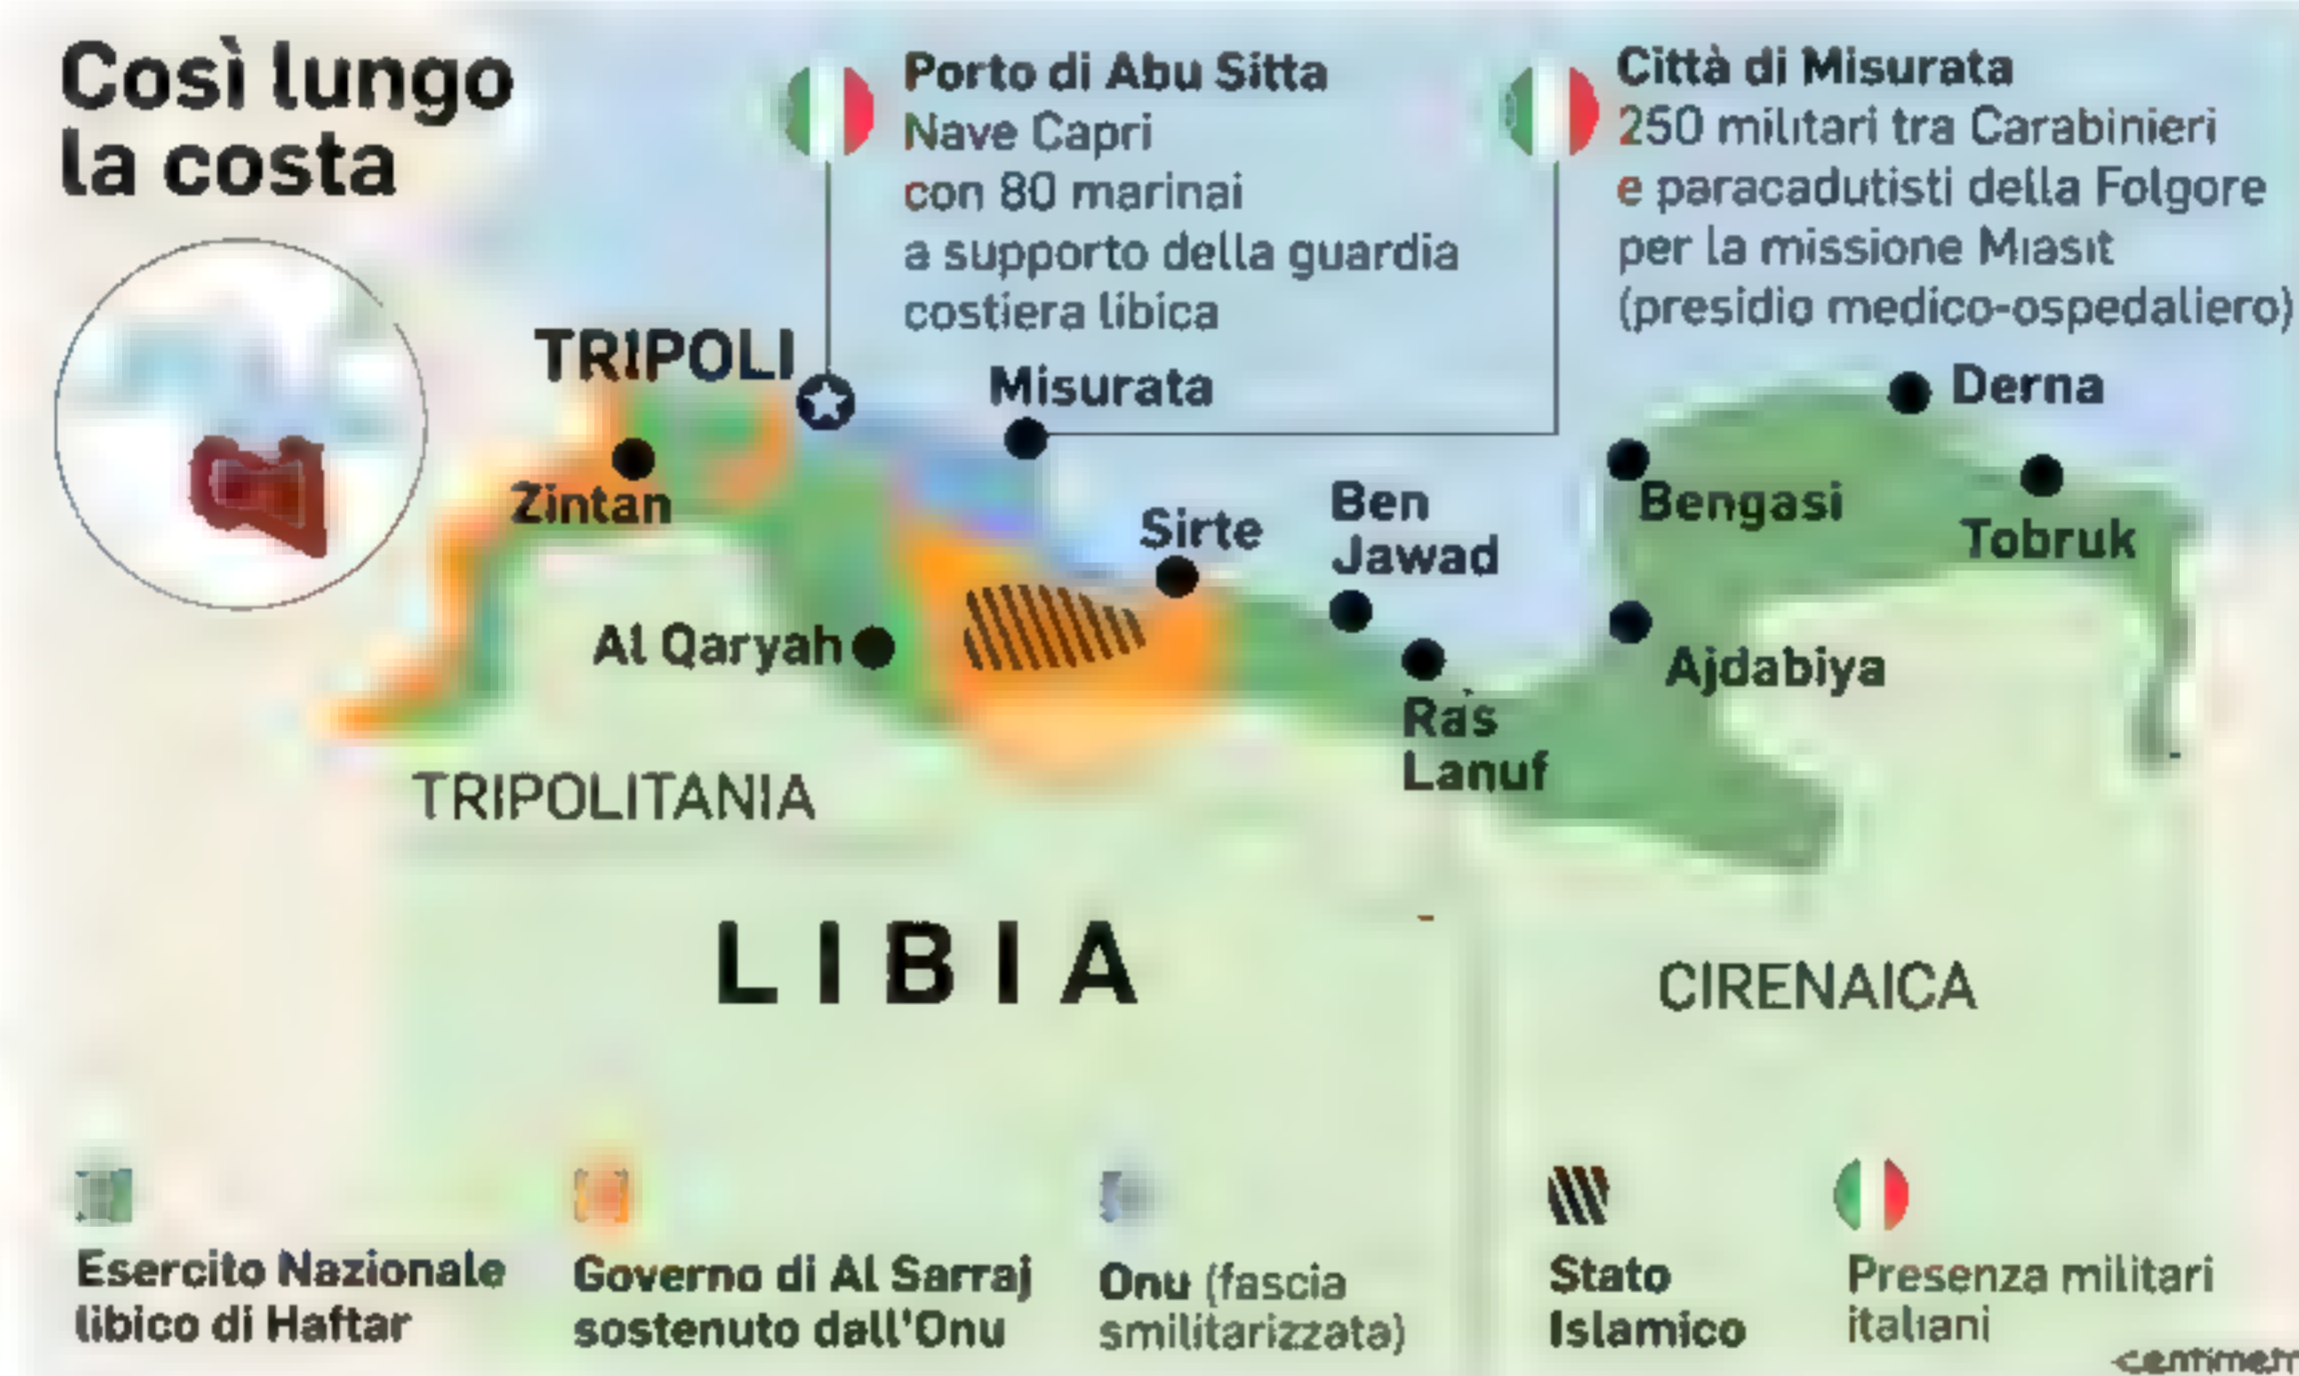 Così lungo
la costa
Porto di Abu Sitta
Nave Capri
con 80 marinai
a supporto della guardia
costiera libica
Città di Misurata
250 militari tra Carabinieri
e paracadutisti della Folgore
per la missione Miasit
(presidio medico-ospedaliero)
TRIPOLI
Misurata
Derna
Zintan
Sirte
Ben
Jawad
Bengasi
Tobruk
Al Qaryah
Ajdabiya
Ras
Lanuf
TRIPOLITANIA
LIBIA
CIRENAICA
Esercito Nazionale
libico di Haftar
Governo di Al Sarraj
sostenuto dall'Onu
Onu (fascia
smilitarizzata)
Stato
Islamico
Presenza militari
italiani